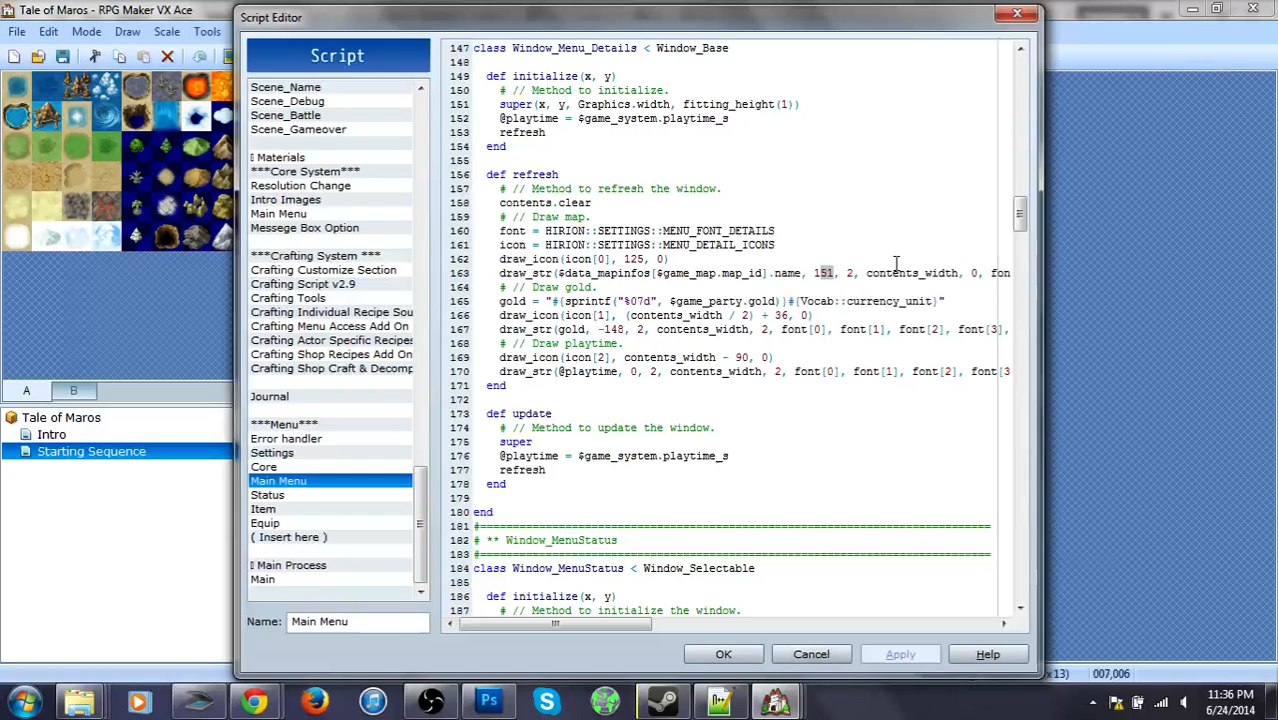 Tale of Maros - RPG Maker VX Ace
File Edit Mode Draw Scale Tools
A B
Tale of Maros
Intro
Starting Sequence
Script Editor
Script
Scene_Name
Scene_Debug
Scene_Battle
Scene_Gameover
Materials
***Core System***
Resolution Change
Intro Images
Main Menu
Messege Box Option
***Crafting System ***
Crafting Customize Section
Crafting Script v2.9
Crafting Tools
Crafting Individual Recipe Sou
Crafting Menu Access Add On
Crafting Actor Specific Recipes
Crafting Shop Recipes Add On
Crafting Shop Craft & Decomp
Journal
***Menu***
Error handler
Settings
Core
Main Menu
Status
Item
Equip
( Insert here )
Main Process
Main
Name: Main Menu
147 class Window_Menu_Details < Window_Base
148
149 def initialize(x, y)
150 # // Method to initialize.
151 super(x, y, Graphics.width, fitting_height(1))
152 @playtime = $game_system.playtime_s
153 refresh
154 end
155
156 def refresh
157 # // Method to refresh the window.
158 contents.clear
159 # // Draw map.
160 font = HIRION::SETTINGS::MENU_FONT_DETAILS
161 icon = HIRION::SETTINGS::MENU_DETAIL_ICONS
162 draw_icon(icon[0], 125, 0)
163 draw_str($data_mapinfos[$game_map.map_id].name, 151, 2, contents_width, 0, fon
164 # // Draw gold.
165 gold = "#{sprintf("%07d", $game_party.gold)}#{Vocab::currency_unit}"
166 draw_icon(icon[1], (contents_width / 2) + 36, 0)
167 draw_str(gold, -148, 2, contents_width, 2, font[0], font[1], font[2], font[3],
168 # // Draw playtime.
169 draw_icon(icon[2], contents_width - 90, 0)
170 draw_str(@playtime, 0, 2, contents_width, 2, font[0], font[1], font[2], font[3
171 end
172
173 def update
174 # // Method to update the window.
175 super
176 @playtime = $game_system.playtime_s
177 refresh
178 end
179
180 end
181 #==============================================================================
182 # ** Window_MenuStatus
183 #==============================================================================
184 class Window_MenuStatus < Window_Selectable
185
186 def initialize(x, y)
187 # // Method to initialize the window.
OK Cancel Apply Help
x 13) 007,006
Ps
11:36 PM
6/24/2014